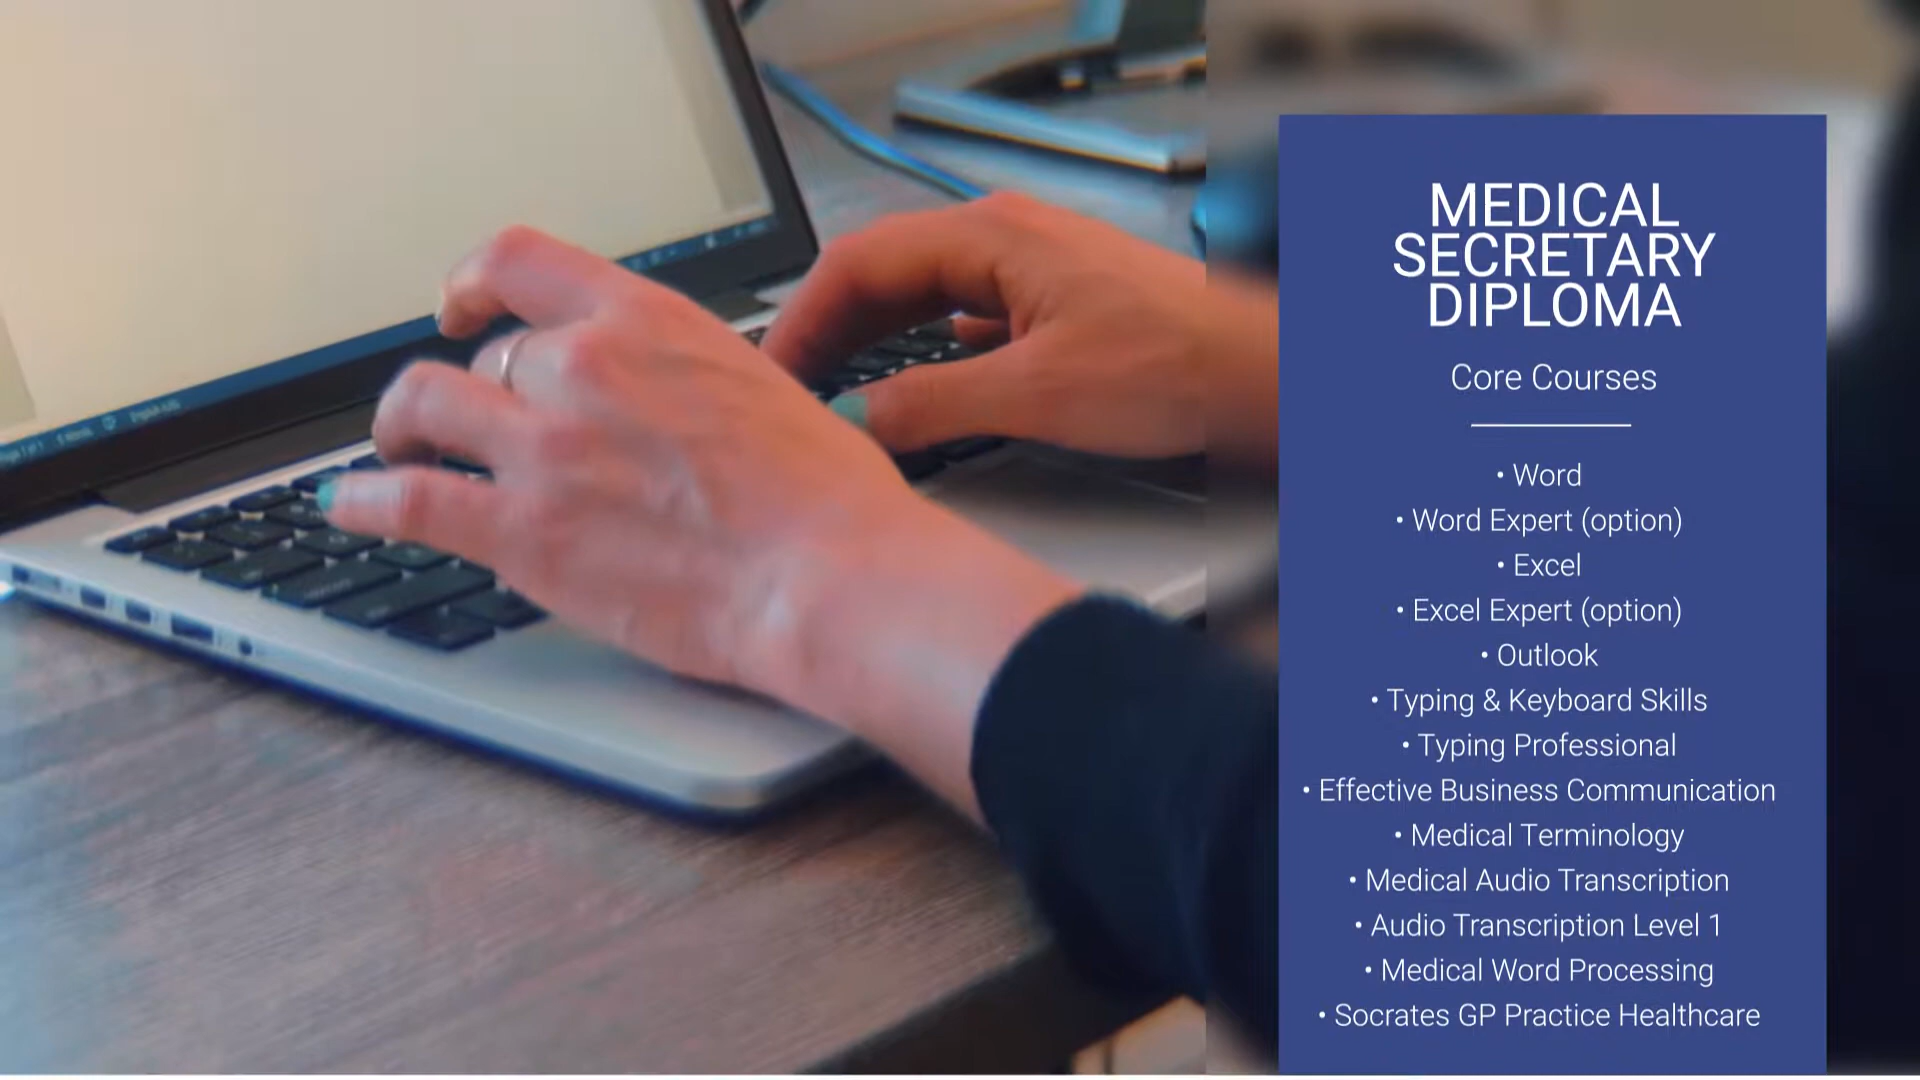 MEDICAL
SECRETARY
DIPLOMA
Core Courses
• Word
• Word Expert (option)
• Excel
• Excel Expert (option)
• Outlook
• Typing & Keyboard Skills
• Typing Professional
• Effective Business Communication
• Medical Terminology
• Medical Audio Transcription
• Audio Transcription Level 1
• Medical Word Processing
• Socrates GP Practice Healthcare